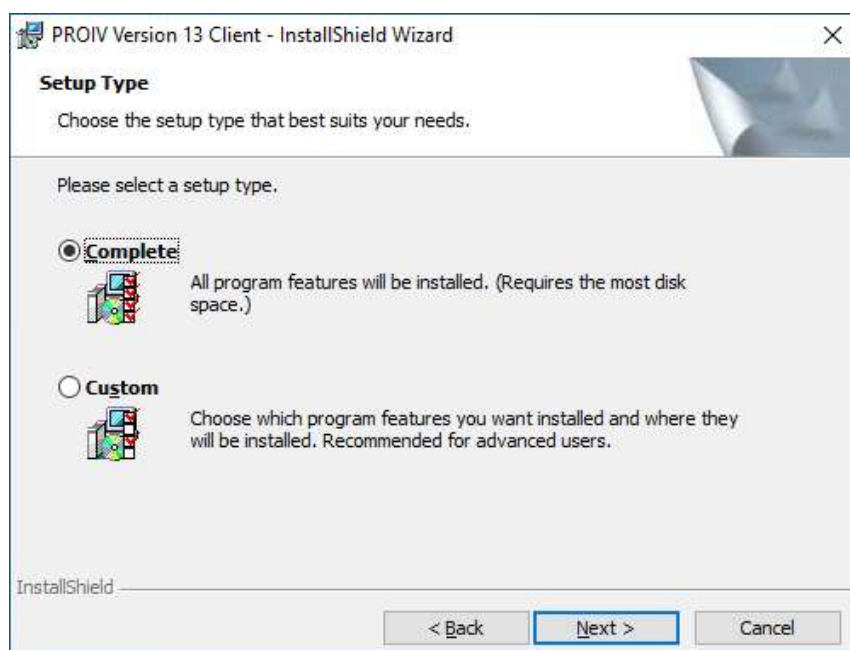 PROIV Version 13 Client - InstallShield Wizard
Setup Type
Choose the setup type that best suits your needs.
Please select a setup type.
Complete
All program features will be installed. (Requires the most disk
space.)
Custom
Choose which program features you want installed and where they
will be installed. Recommended for advanced users.
InstallShield
< Back
Next >
Cancel